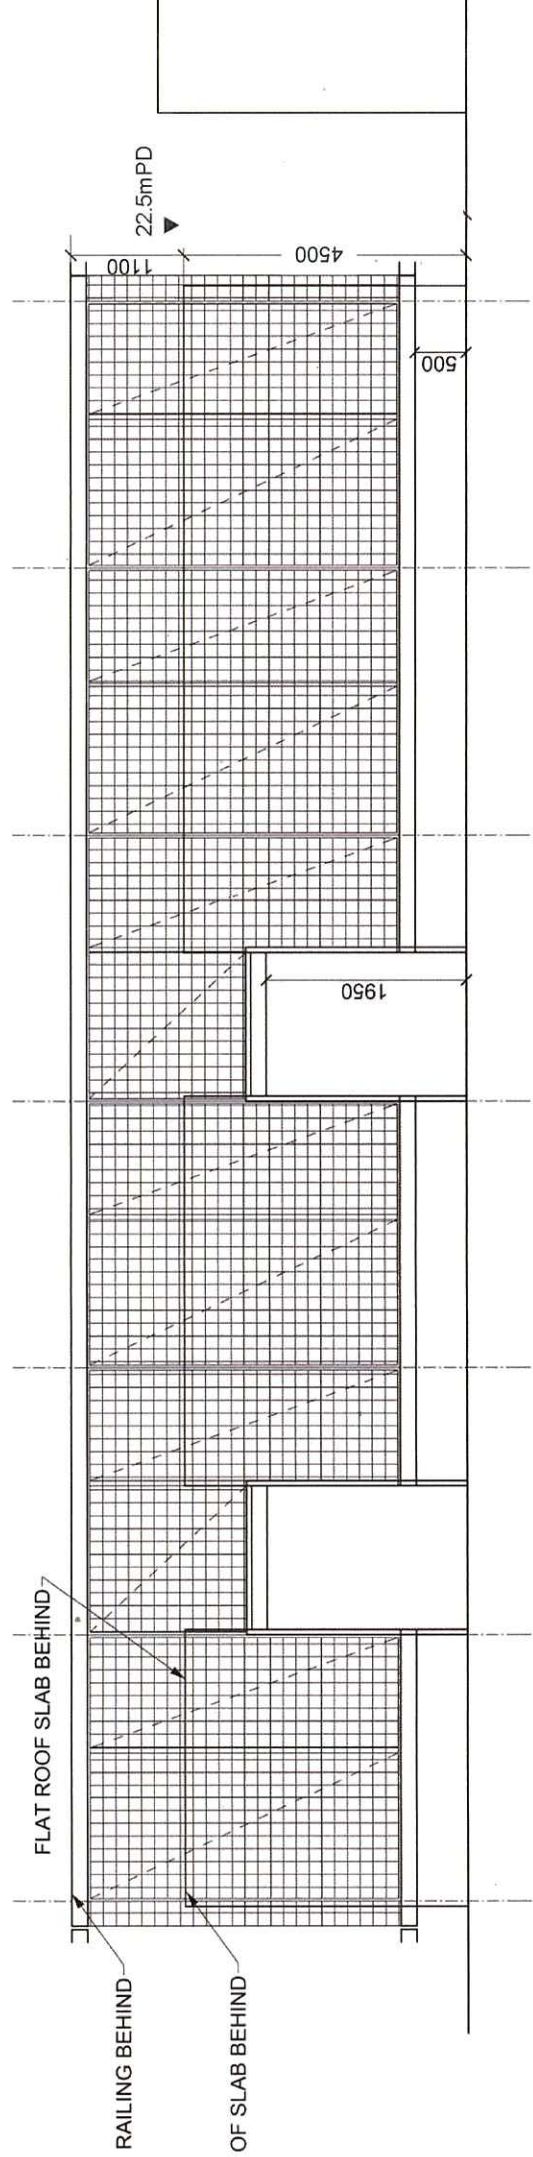 FLAT ROOF SLAB BEHIND
RAILING BEHIND
OF SLAB BEHIND
22.5mPD
1100
4500
500
1950